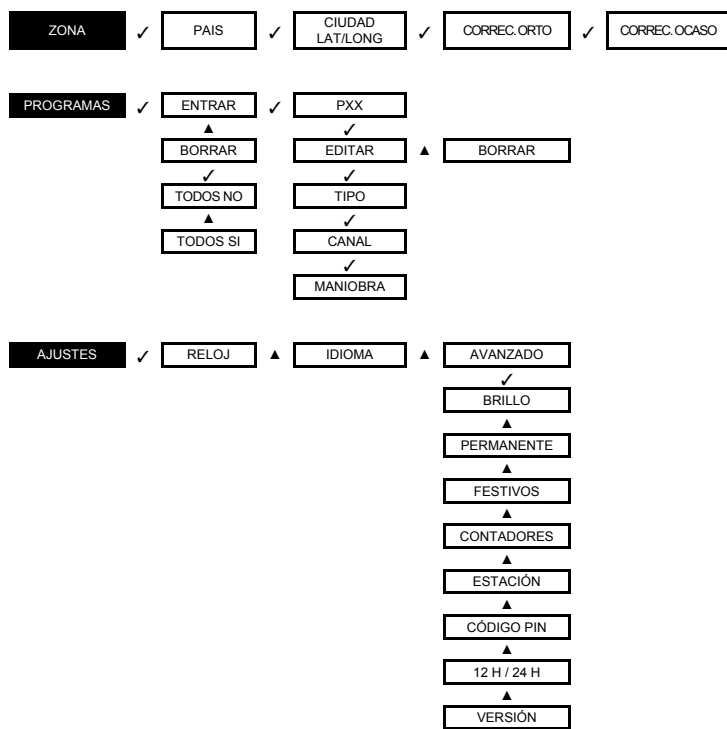 ZONA ✓ PAIS ✓ CIUDAD LAT/LONG ✓ CORREC. ORTO ✓ CORREC. OCASO
PROGRAMAS ✓ ENTRAR ✓ PXX
▲ ✓
BORRAR EDITAR ▲ BORRAR
✓ ✓
TODOS NO TIPO
▲ ✓
TODOS SI CANAL
✓
MANIOBRA
AJUSTES ✓ RELOJ ▲ IDIOMA ▲ AVANZADO
✓
BRILLO
▲
PERMANENTE
▲
FESTIVOS
▲
CONTADORES
▲
ESTACIÓN
▲
CÓDIGO PIN
▲
12 H / 24 H
▲
VERSIÓN